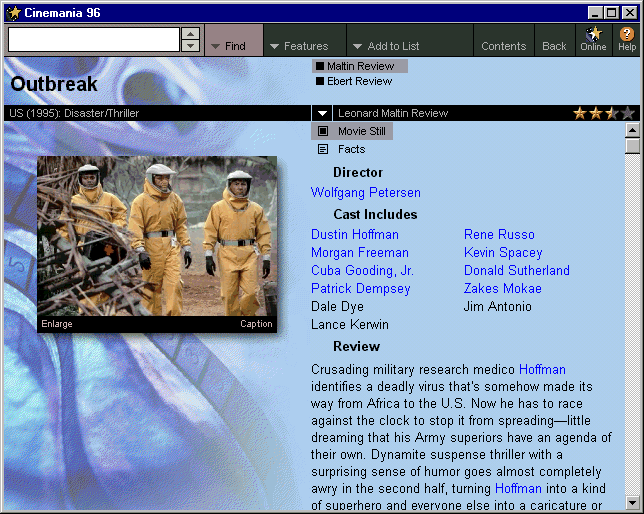 Cinemania 96
Find
Features
Add to List
Contents
Back
Online
Help
Outbreak
Maltin Review
Ebert Review
US (1995): Disaster/Thriller
Leonard Maltin Review
Movie Still
Facts
Director
Wolfgang Petersen
Cast Includes
Dustin Hoffman Rene Russo
Morgan Freeman Kevin Spacey
Cuba Gooding, Jr. Donald Sutherland
Patrick Dempsey Zakes Mokae
Dale Dye Jim Antonio
Lance Kerwin
Enlarge Caption
Review
Crusading military research medico Hoffman
identifies a deadly virus that's somehow made its
way from Africa to the U.S. Now he has to race
against the clock to stop it from spreading—little
dreaming that his Army superiors have an agenda of
their own. Dynamite suspense thriller with a
surprising sense of humor goes almost completely
awry in the second half, turning Hoffman into a kind
of superhero and everyone else into a caricature or